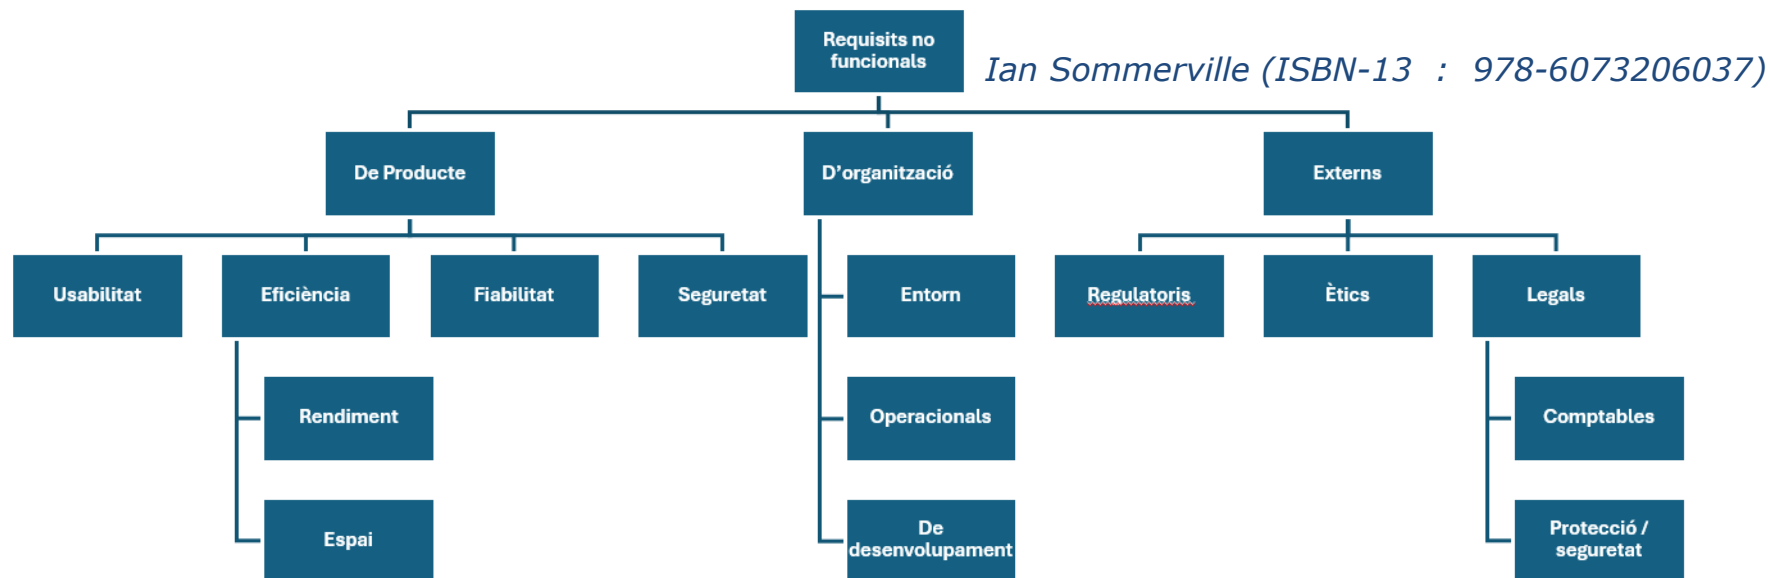 Requisits no
funcionals
Ian Sommerville (ISBN-13 : 978-6073206037)
De Producte
D’organització
Externs
Usabilitat
Eficiència
Fiabilitat
Seguretat
Entorn
Regulatoris
Ètics
Legals
Rendiment
Operacionals
Comptables
Espai
De
desenvolupament
Protecció /
seguretat